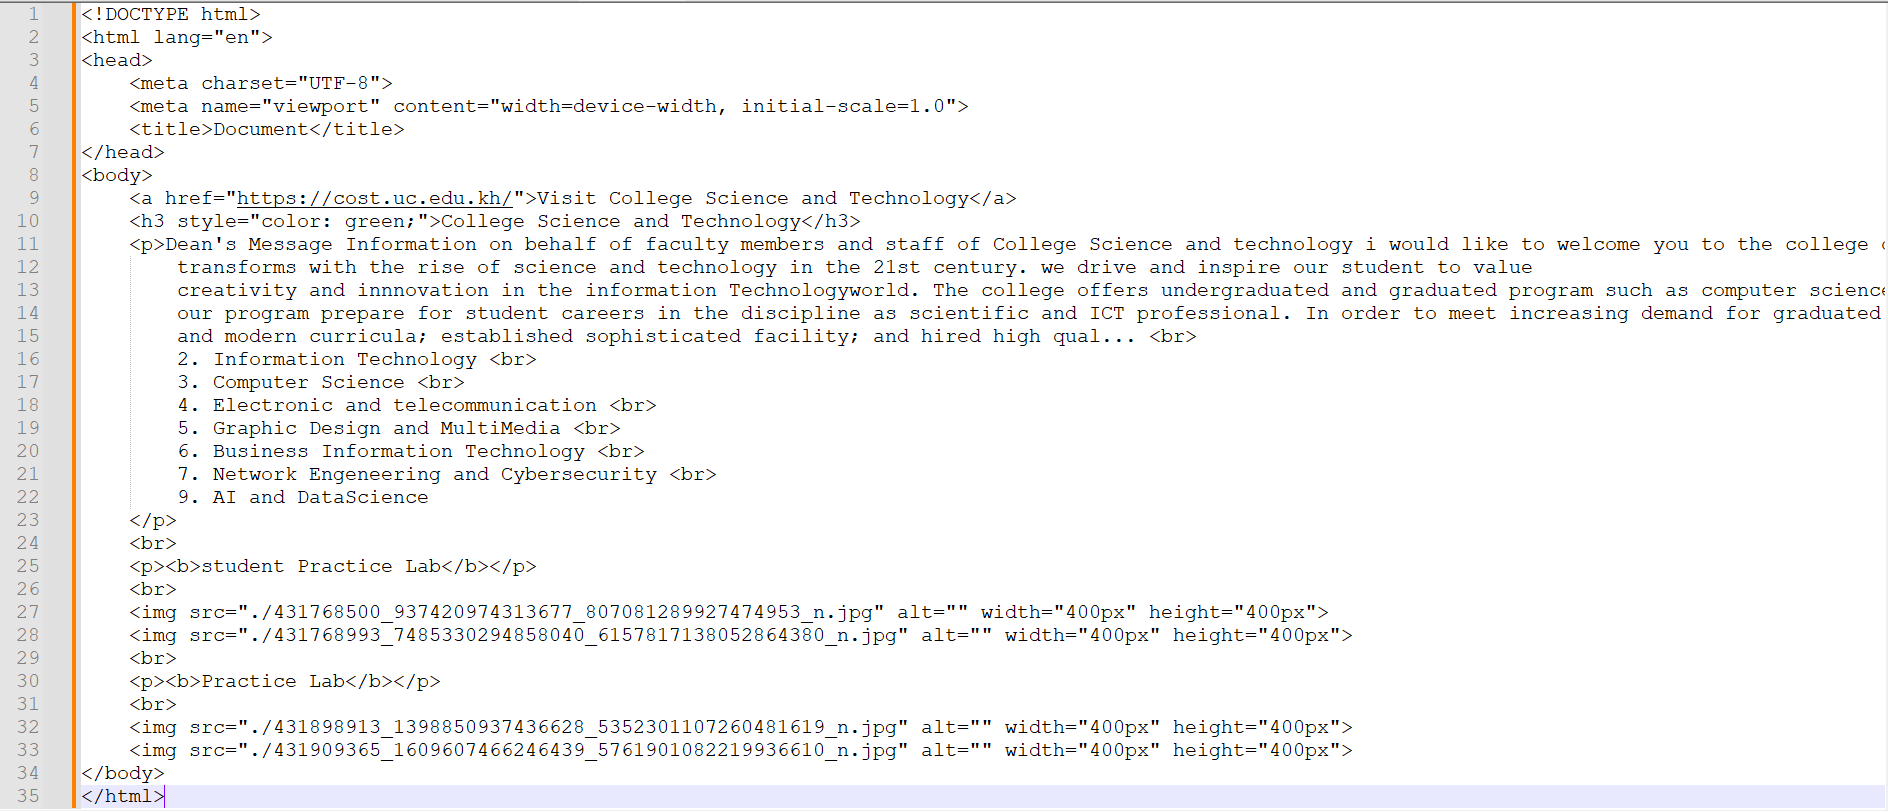 1 <!DOCTYPE html>
2 <html lang="en">
3 <head>
4     <meta charset="UTF-8">
5     <meta name="viewport" content="width=device-width, initial-scale=1.0">
6     <title>Document</title>
7 </head>
8 <body>
9     <a href="https://cost.uc.edu.kh/">Visit College Science and Technology</a>
10     <h3 style="color: green;">College Science and Technology</h3>
11     <p>Dean's Message Information on behalf of faculty members and staff of College Science and technology i would like to welcome you to the college
12         transforms with the rise of science and technology in the 21st century. we drive and inspire our student to value
13         creativity and innnovation in the information Technologyworld. The college offers undergraduated and graduated program such as computer science
14         our program prepare for student careers in the discipline as scientific and ICT professional. In order to meet increasing demand for graduated
15         and modern curricula; established sophisticated facility; and hired high qual... <br>
16         2. Information Technology <br>
17         3. Computer Science <br>
18         4. Electronic and telecommunication <br>
19         5. Graphic Design and MultiMedia <br>
20         6. Business Information Technology <br>
21         7. Network Engeneering and Cybersecurity <br>
22         9. AI and DataScience
23     </p>
24     <br>
25     <p><b>student Practice Lab</b></p>
26     <br>
27     <img src="./431768500_937420974313677_807081289927474953_n.jpg" alt="" width="400px" height="400px">
28     <img src="./431768993_7485330294858040_6157817138052864380_n.jpg" alt="" width="400px" height="400px">
29     <br>
30     <p><b>Practice Lab</b></p>
31     <br>
32     <img src="./431898913_1398850937436628_5352301107260481619_n.jpg" alt="" width="400px" height="400px">
33     <img src="./431909365_1609607466246439_5761901082219936610_n.jpg" alt="" width="400px" height="400px">
34 </body>
35 </html>